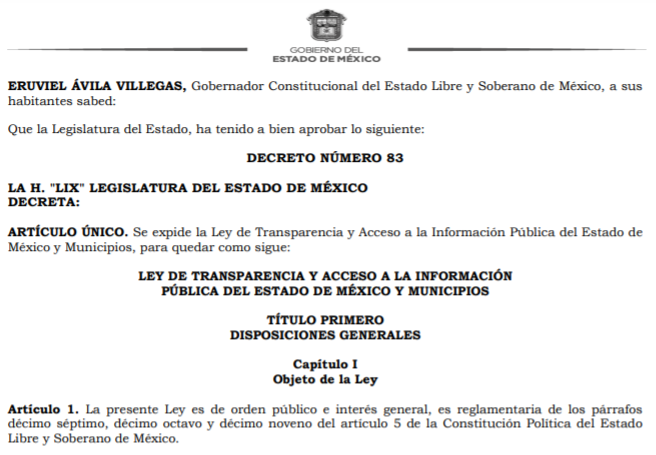 GOBIERNO DEL
ESTADO DE MÉXICO
ERUVIEL ÁVILA VILLEGAS, Gobernador Constitucional del Estado Libre y Soberano de México, a sus
habitantes sabed:
Que la Legislatura del Estado, ha tenido a bien aprobar lo siguiente:
DECRETO NÚMERO 83
LA H. "LIX" LEGISLATURA DEL ESTADO DE MÉXICO
DECRETA:
ARTÍCULO ÚNICO. Se expide la Ley de Transparencia y Acceso a la Información Pública del Estado de
México y Municipios, para quedar como sigue:
LEY DE TRANSPARENCIA Y ACCESO A LA INFORMACIÓN
PÚBLICA DEL ESTADO DE MÉXICO Y MUNICIPIOS
TÍTULO PRIMERO
DISPOSICIONES GENERALES
Capítulo I
Objeto de la Ley
Artículo 1. La presente Ley es de orden público e interés general, es reglamentaria de los párrafos
décimo séptimo, décimo octavo y décimo noveno del artículo 5 de la Constitución Política del Estado
Libre y Soberano de México.